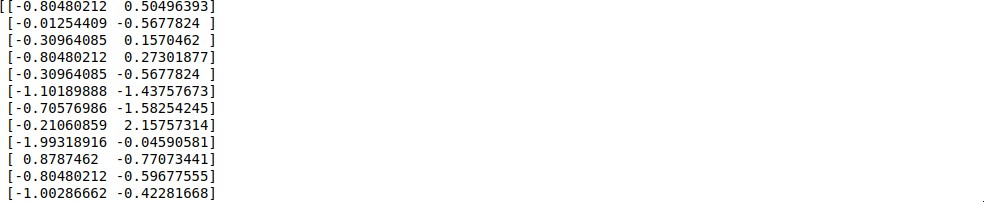 [[-0.80480212  0.50496393]
 [-0.01254409 -0.5677824 ]
 [-0.30964085  0.1570462 ]
 [-0.80480212  0.27301877]
 [-0.30964085 -0.5677824 ]
 [-1.10189888 -1.43757673]
 [-0.70576986 -1.58254245]
 [-0.21060859  2.15757314]
 [-1.99318916 -0.04590581]
 [ 0.8787462  -0.77073441]
 [-0.80480212 -0.59677555]
 [-1.00286662 -0.42281668]